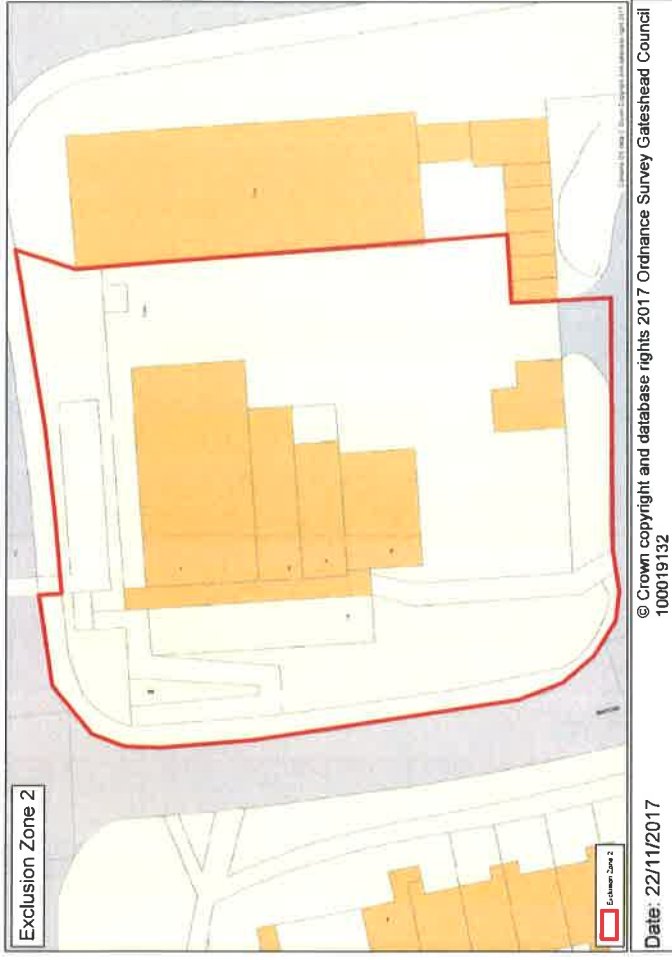 Exclusion Zone 2
Exclusion Zone 2
Date: 22/11/2017
© Crown copyright and database rights 2017 Ordnance Survey Gateshead Council
100019132